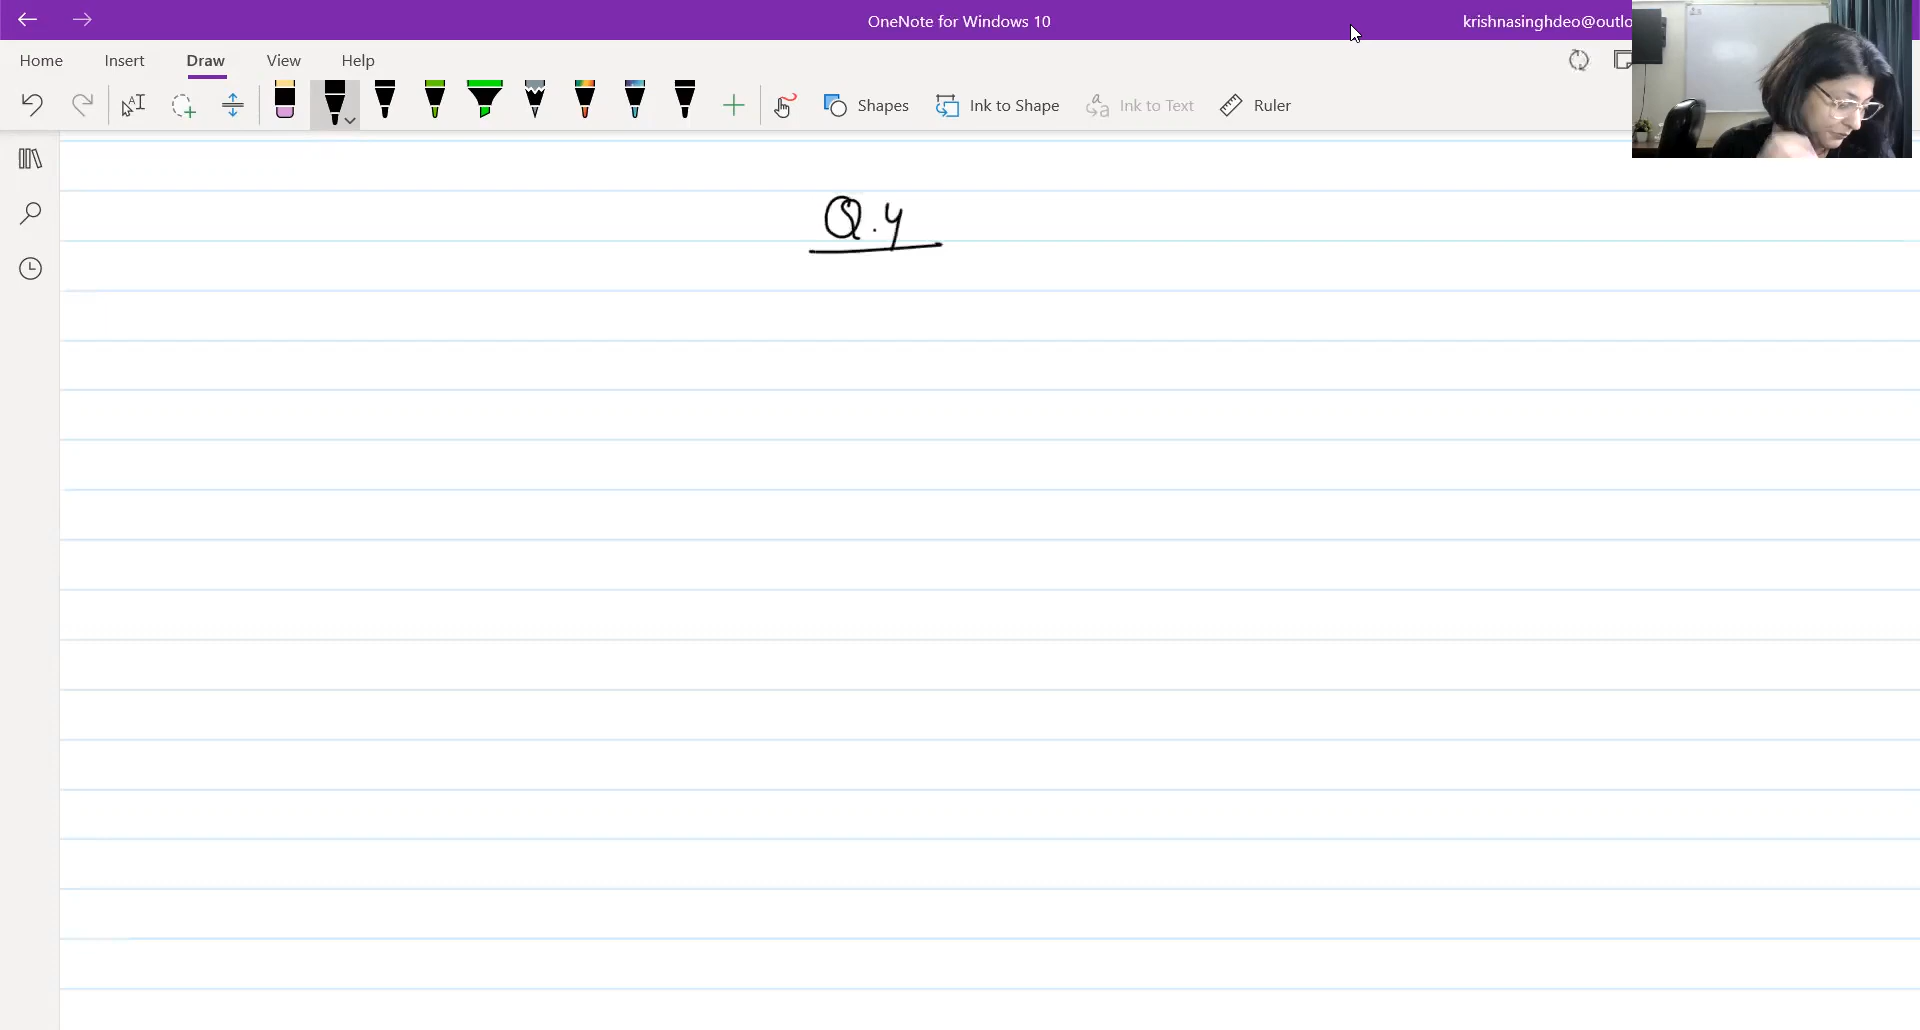 OneNote for Windows 10
krishnasinghdeo@outlo
Home Insert Draw View Help
Shapes Ink to Shape Ink to Text Ruler
Q.4